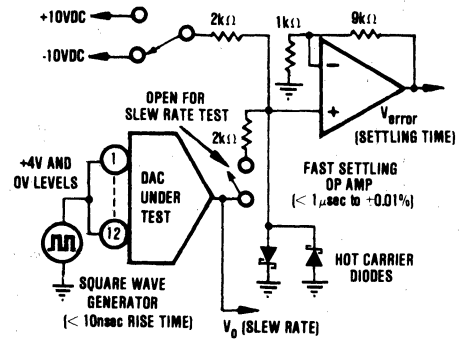 +10VDC
-10VDC
2kΩ
1kΩ
9kΩ
OPEN FOR
SLEW RATE TEST
2kΩ
−
+
Verror
(SETTLING TIME)
+4V AND
0V LEVELS
1
12
DAC
UNDER
TEST
FAST SETTLING
OP AMP
(< 1μsec to ±0.01%)
HOT CARRIER
DIODES
SQUARE WAVE
GENERATOR
(< 10nsec RISE TIME)
Vo (SLEW RATE)